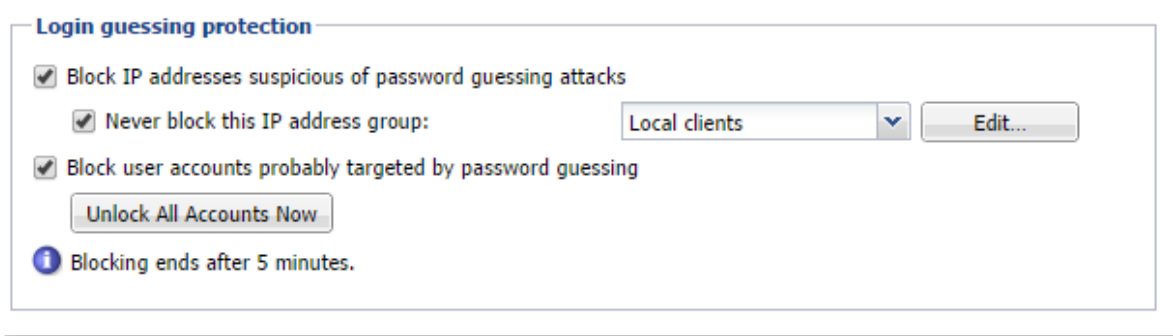 Login guessing protection
Block IP addresses suspicious of password guessing attacks
Never block this IP address group: Local clients Edit...
Block user accounts probably targeted by password guessing
Unlock All Accounts Now
Blocking ends after 5 minutes.